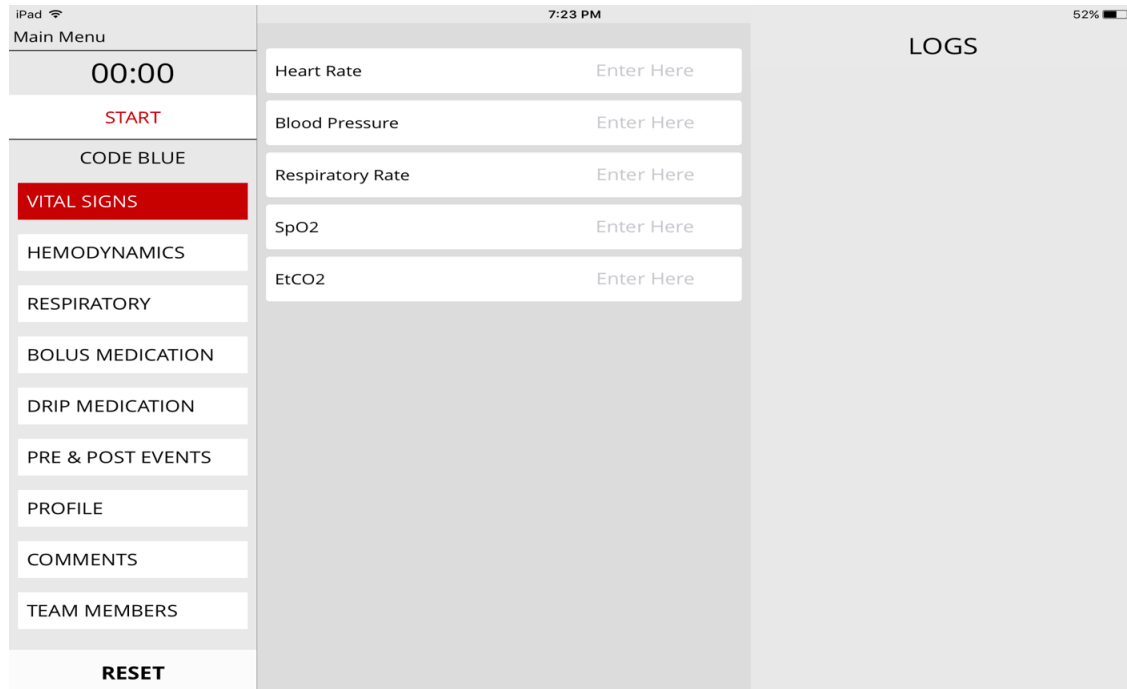 iPad 7:23 PM 52%
Main Menu
00:00
START
CODE BLUE
VITAL SIGNS
HEMODYNAMICS
RESPIRATORY
BOLUS MEDICATION
DRIP MEDICATION
PRE & POST EVENTS
PROFILE
COMMENTS
TEAM MEMBERS
RESET
Heart Rate Enter Here
Blood Pressure Enter Here
Respiratory Rate Enter Here
SpO2 Enter Here
EtCO2 Enter Here
LOGS